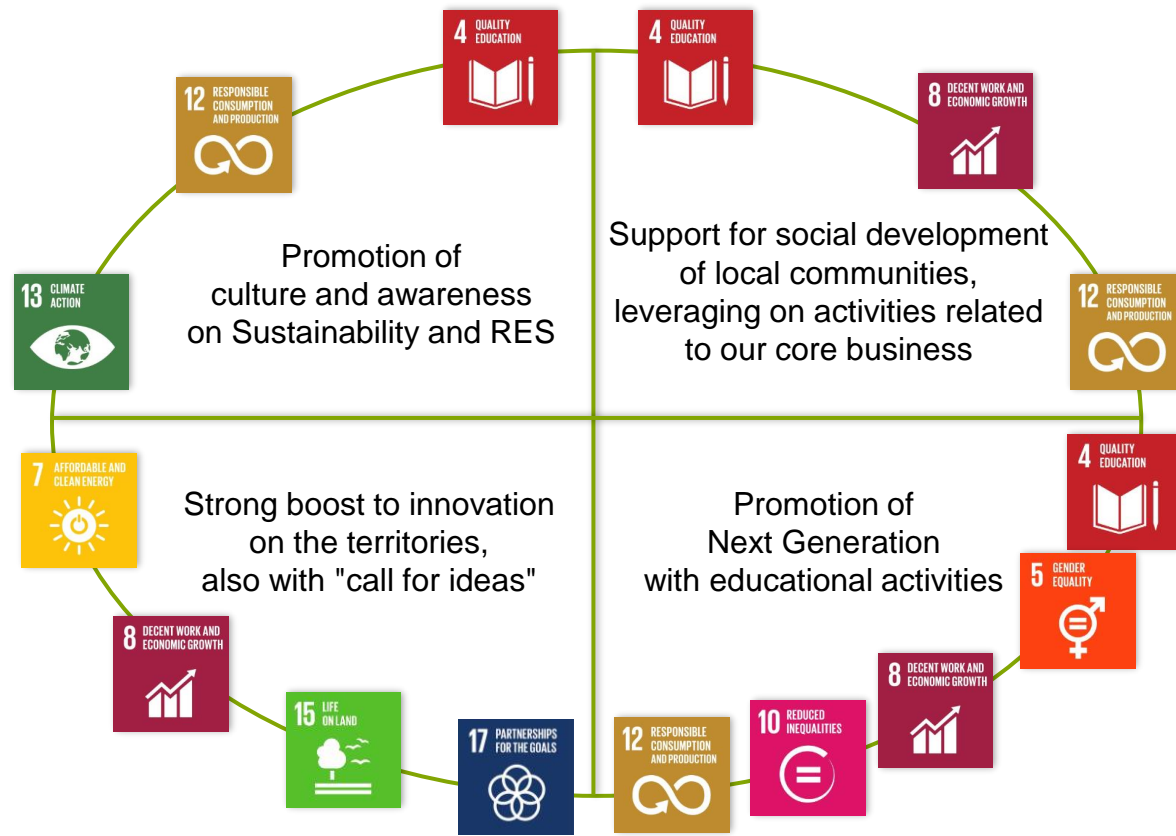 4 QUALITY
EDUCATION
12 RESPONSIBLE
CONSUMPTION
AND PRODUCTION
13 CLIMATE
ACTION
Promotion of
culture and awareness
on Sustainability and RES
4 QUALITY
EDUCATION
8 DECENT WORK AND
ECONOMIC GROWTH
12 RESPONSIBLE
CONSUMPTION
AND PRODUCTION
Support for social development
of local communities,
leveraging on activities related
to our core business
7 AFFORDABLE AND
CLEAN ENERGY
8 DECENT WORK AND
ECONOMIC GROWTH
15 LIFE
ON LAND
17 PARTNERSHIPS
FOR THE GOALS
Strong boost to innovation
on the territories,
also with "call for ideas"
4 QUALITY
EDUCATION
5 GENDER
EQUALITY
8 DECENT WORK AND
ECONOMIC GROWTH
10 REDUCED
INEQUALITIES
12 RESPONSIBLE
CONSUMPTION
AND PRODUCTION
Promotion of
Next Generation
with educational activities